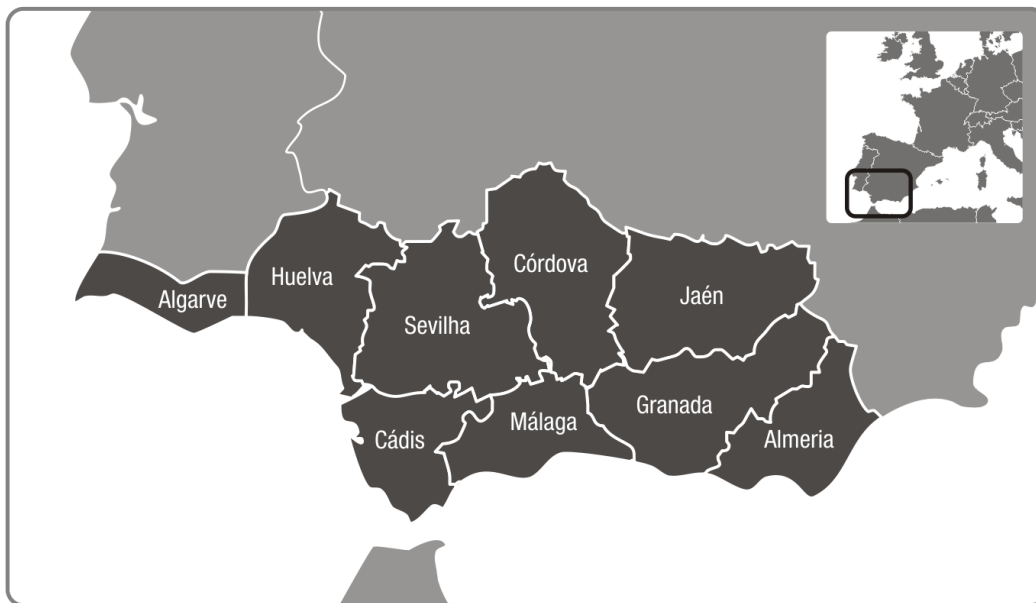 Córdova
Huelva
Algarve
Jaén
Sevilha
Granada
Málaga
Cádis
Almeria